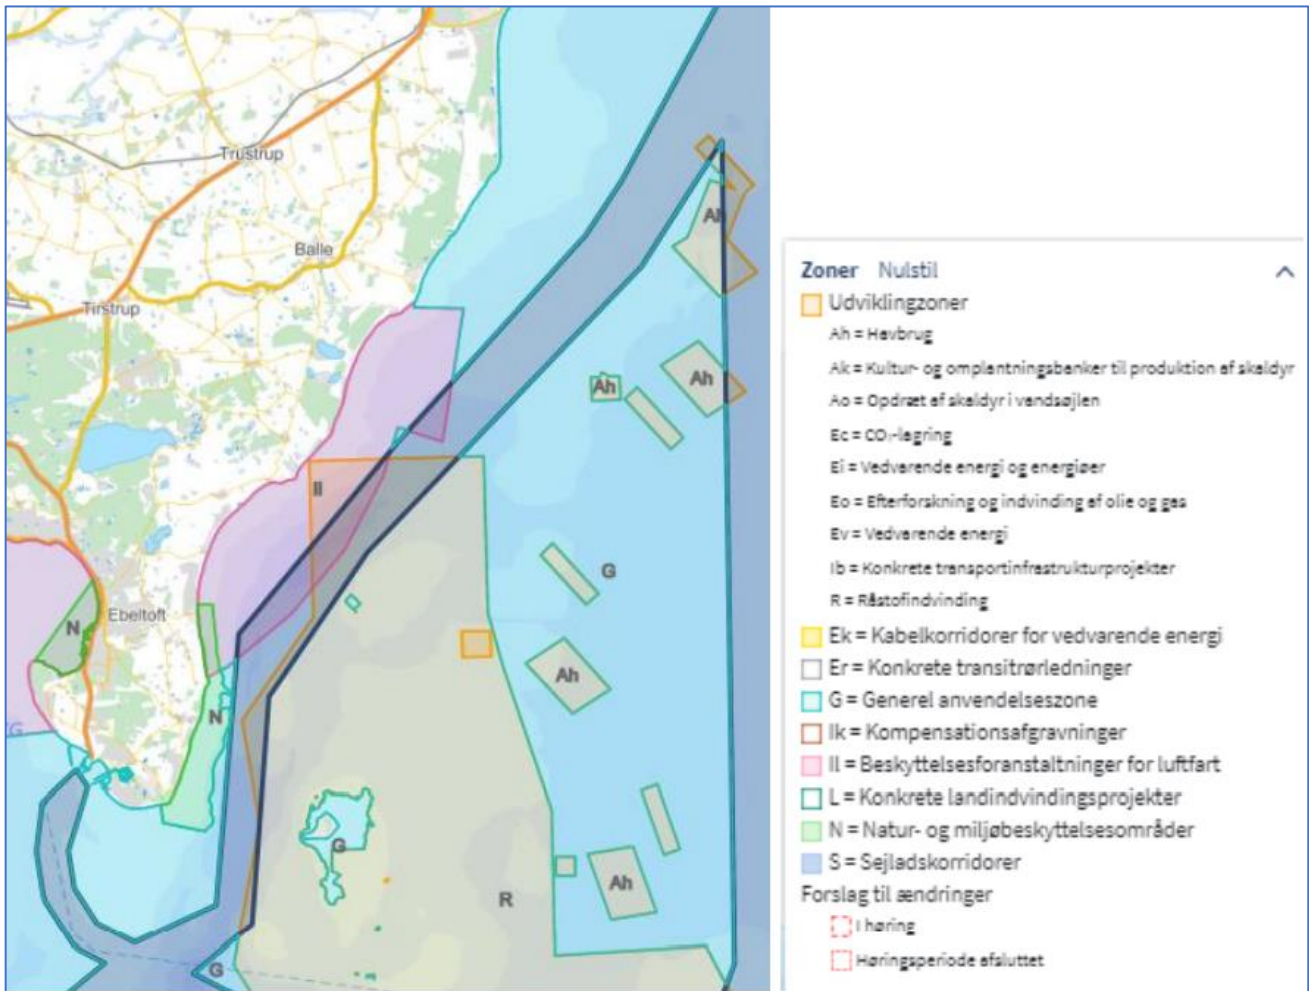 Trustrup
Ah
Balle
Tirstrup
Ah
Ah
Il
G
Ebeltoft
N
Ah
N
G
G
Ah
R
G
Zoner Nulstil
Udviklingzoner
Ah = Havbrug
Ak = Kultur- og omplantningsbanker til produktion af skaldyr
Ao = Opdræt af skaldyr i vandsøjlen
Ec = CO₂-lagring
Ei = Vedvarende energi og energiøer
Eo = Efterforskning og indvinding af olie og gas
Ev = Vedvarende energi
Ib = Konkrete transportinfrastrukturprojekter
R = Råstofindvinding
Ek = Kabelkorridorer for vedvarende energi
Er = Konkrete transitrørledninger
G = Generel anvendelseszone
Ik = Kompensationsafgravninger
Il = Beskyttelsesforanstaltninger for luftfart
L = Konkrete landindvindingsprojekter
N = Natur- og miljøbeskyttelsesområder
S = Sejladskorridorer
Forslag til ændringer
I høring
Høringsperiode afsluttet